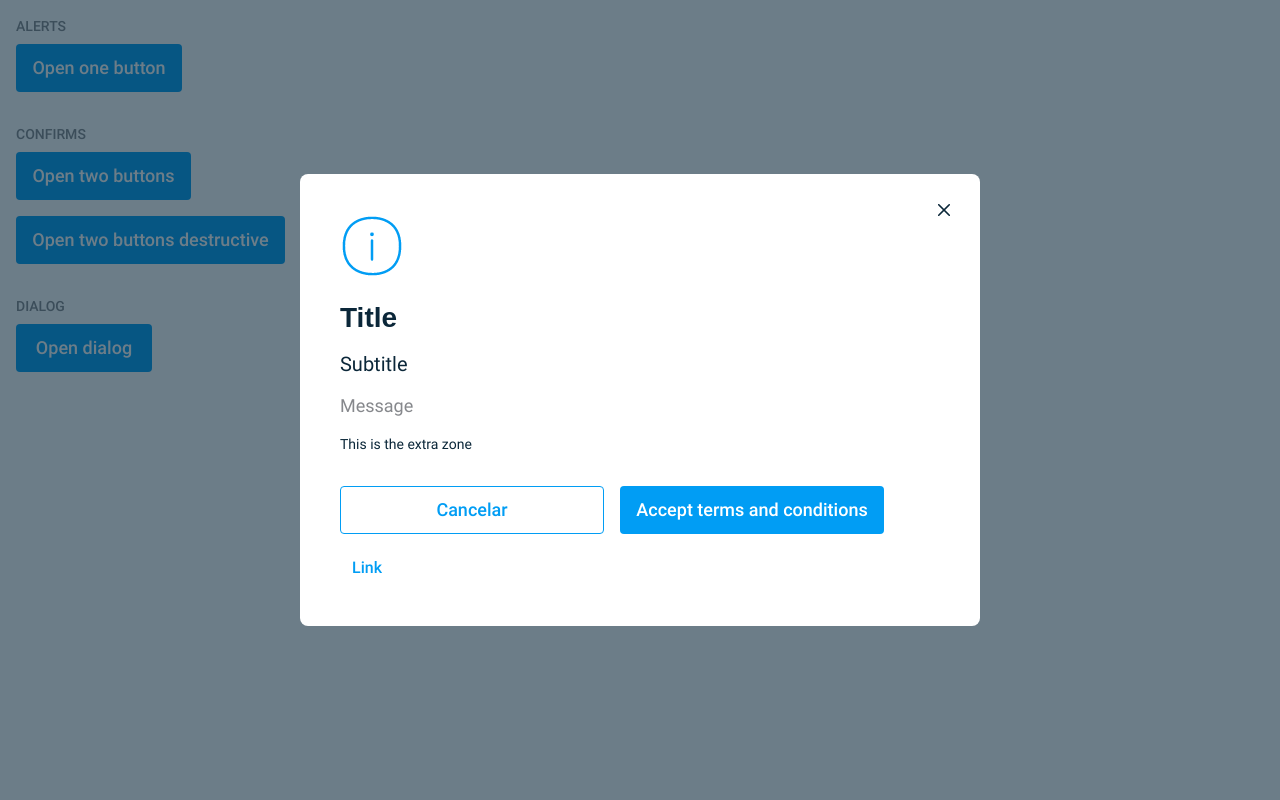 ALERTS
Open one button
CONFIRMS
Open two buttons
Open two buttons destructive
DIALOG
Open dialog
Title
Subtitle
Message
This is the extra zone
Cancelar
Accept terms and conditions
Link